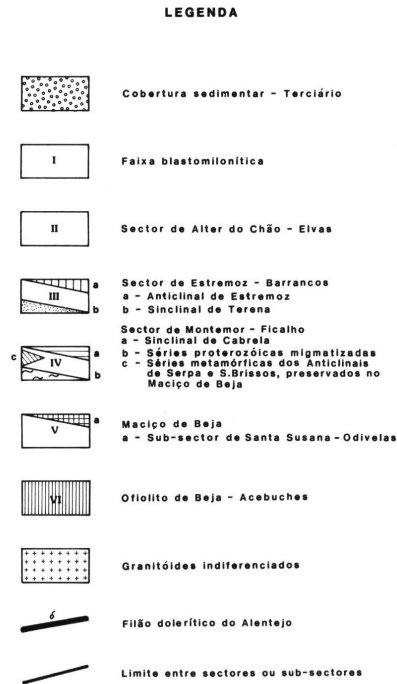 LEGENDA
Cobertura sedimentar - Terciário
I
Faixa blastomilonítica
II
Sector de Alter do Chão - Elvas
III
a
b
Sector de Estremoz - Barrancos
a - Anticlinal de Estremoz
b - Sinclinal de Terena
c
IV
a
b
Sector de Montemor - Ficalho
a - Sinclinal de Cabrela
b - Séries proterozóicas migmatizadas
c - Séries metamórficas dos Anticlinais
de Serpa e S.Brissos, preservados no
Maciço de Beja
V
a
Maciço de Beja
a - Sub-sector de Santa Susana - Odivelas
VI
Ofiolito de Beja - Acebuches
Granitóides indiferenciados
Filão dolerítico do Alentejo
Limite entre sectores ou sub-sectores